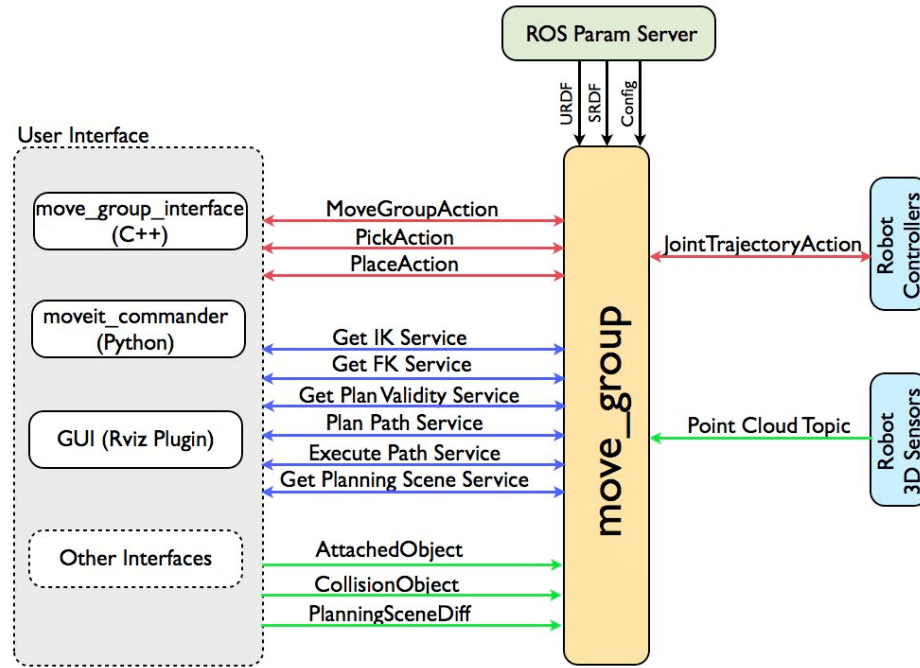 ROS Param Server
URDF
SRDF
Config
User Interface
move_group_interface
(C++)
moveit_commander
(Python)
GUI (Rviz Plugin)
Other Interfaces
MoveGroupAction
PickAction
PlaceAction
Get IK Service
Get FK Service
Get Plan Validity Service
Plan Path Service
Execute Path Service
Get Planning Scene Service
AttachedObject
CollisionObject
PlanningSceneDiff
move_group
JointTrajectoryAction
Point Cloud Topic
Robot
Controllers
Robot
3D Sensors